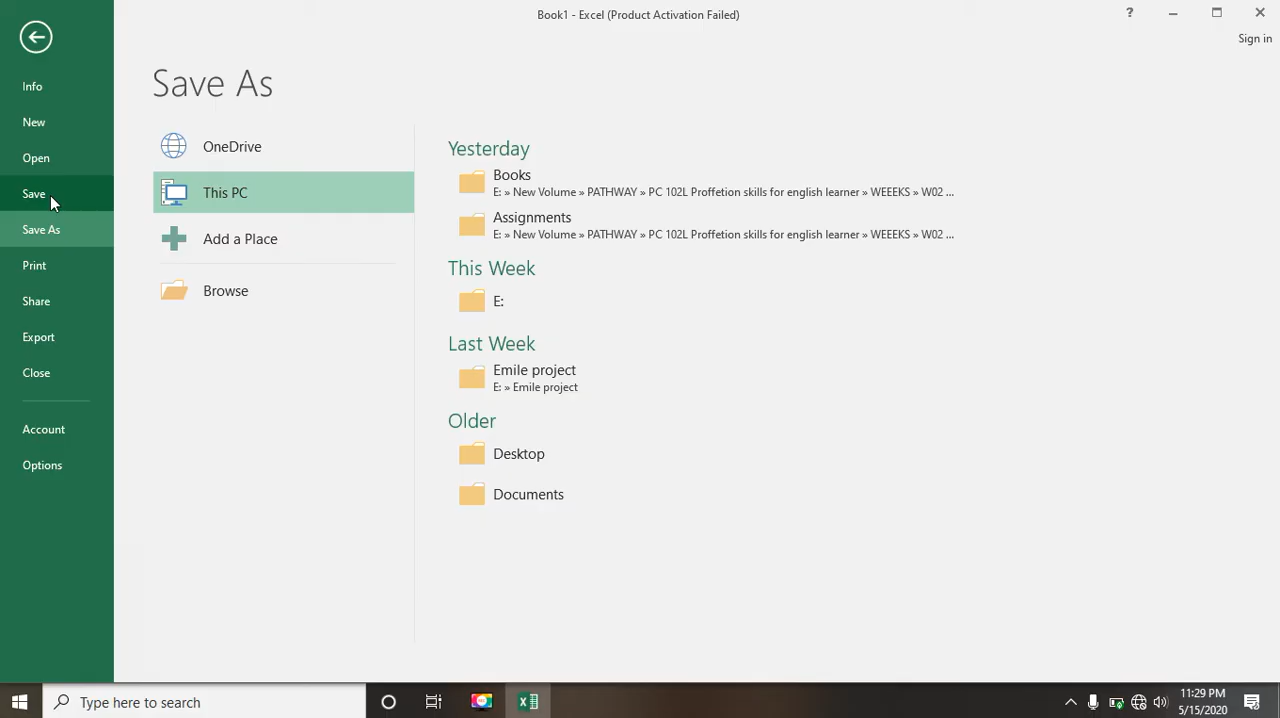 Book1 - Excel (Product Activation Failed)
?
Sign in
Info
New
Open
Save
Save As
Print
Share
Export
Close
Account
Options
Save As
OneDrive
This PC
Add a Place
Browse
Yesterday
Books
E: » New Volume » PATHWAY » PC 102L Proffetion skills for english learner » WEEEKS » W02 ...
Assignments
E: » New Volume » PATHWAY » PC 102L Proffetion skills for english learner » WEEEKS » W02 ...
This Week
E:
Last Week
Emile project
E: » Emile project
Older
Desktop
Documents
Type here to search
11:29 PM
5/15/2020